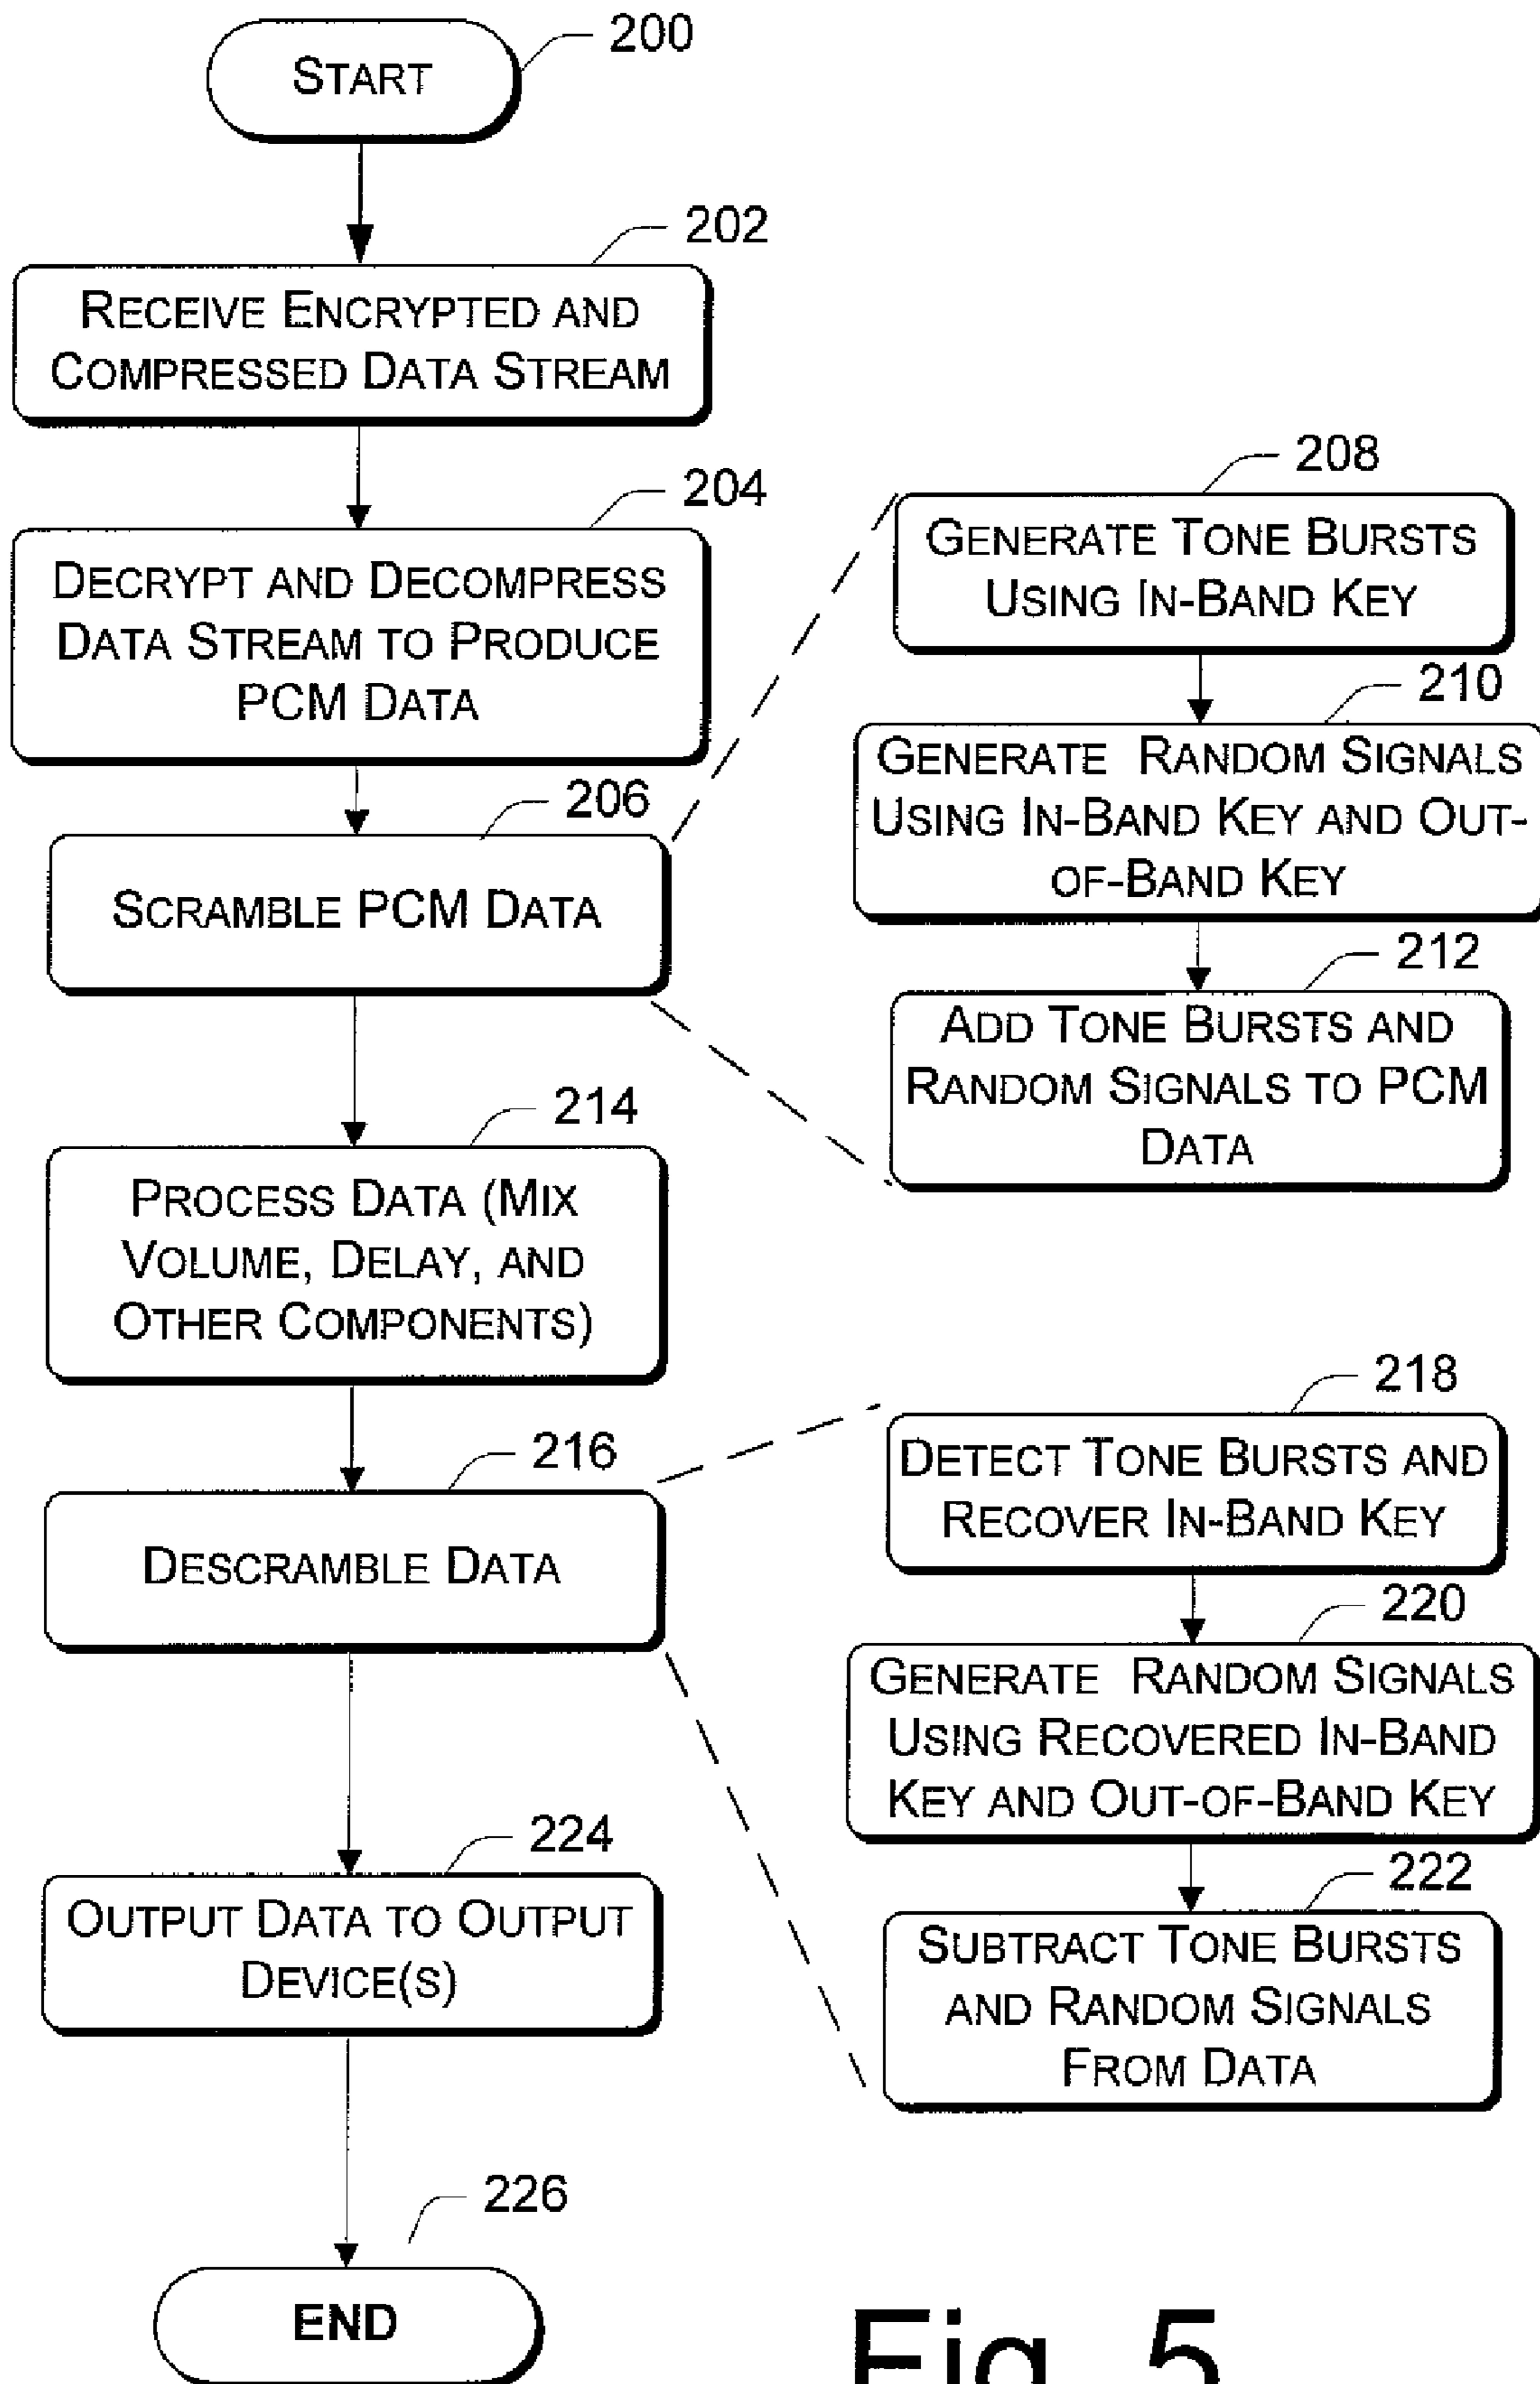 200
START
202
RECEIVE ENCRYPTED AND
COMPRESSED DATA STREAM
204
DECRYPT AND DECOMPRESS
DATA STREAM TO PRODUCE
PCM DATA
206
SCRAMBLE PCM DATA
208
GENERATE TONE BURSTS
USING IN-BAND KEY
210
GENERATE RANDOM SIGNALS
USING IN-BAND KEY AND OUT-
OF-BAND KEY
212
ADD TONE BURSTS AND
RANDOM SIGNALS TO PCM
DATA
214
PROCESS DATA (MIX
VOLUME, DELAY, AND
OTHER COMPONENTS)
216
DESCRAMBLE DATA
218
DETECT TONE BURSTS AND
RECOVER IN-BAND KEY
220
GENERATE RANDOM SIGNALS
USING RECOVERED IN-BAND
KEY AND OUT-OF-BAND KEY
222
SUBTRACT TONE BURSTS
AND RANDOM SIGNALS
FROM DATA
224
OUTPUT DATA TO OUTPUT
DEVICE(S)
226
END
Fig. 5